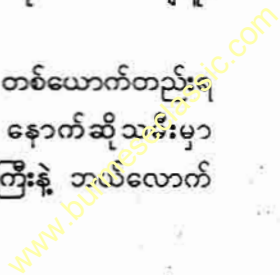 တစ်ယောက်တည်းရ
နောက်ဆိုသမီးမှာ
ကြီးနဲ့ ဘယ်လောက်
www.burmeseclassic.com